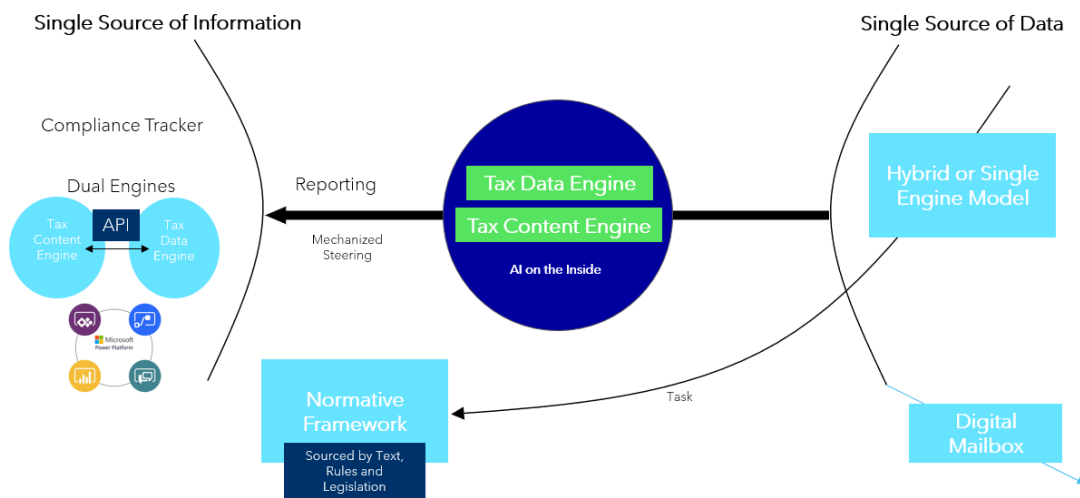 Single Source of Information
Single Source of Data
Compliance Tracker
Dual Engines
API
Tax
Content
Engine
Tax
Data
Engine
Microsoft
Power Platform
Reporting
Mechanized
Steering
Tax Data Engine
Tax Content Engine
AI on the Inside
Hybrid or Single
Engine Model
Normative
Framework
Sourced by Text,
Rules and
Legislation
Task
Digital
Mailbox